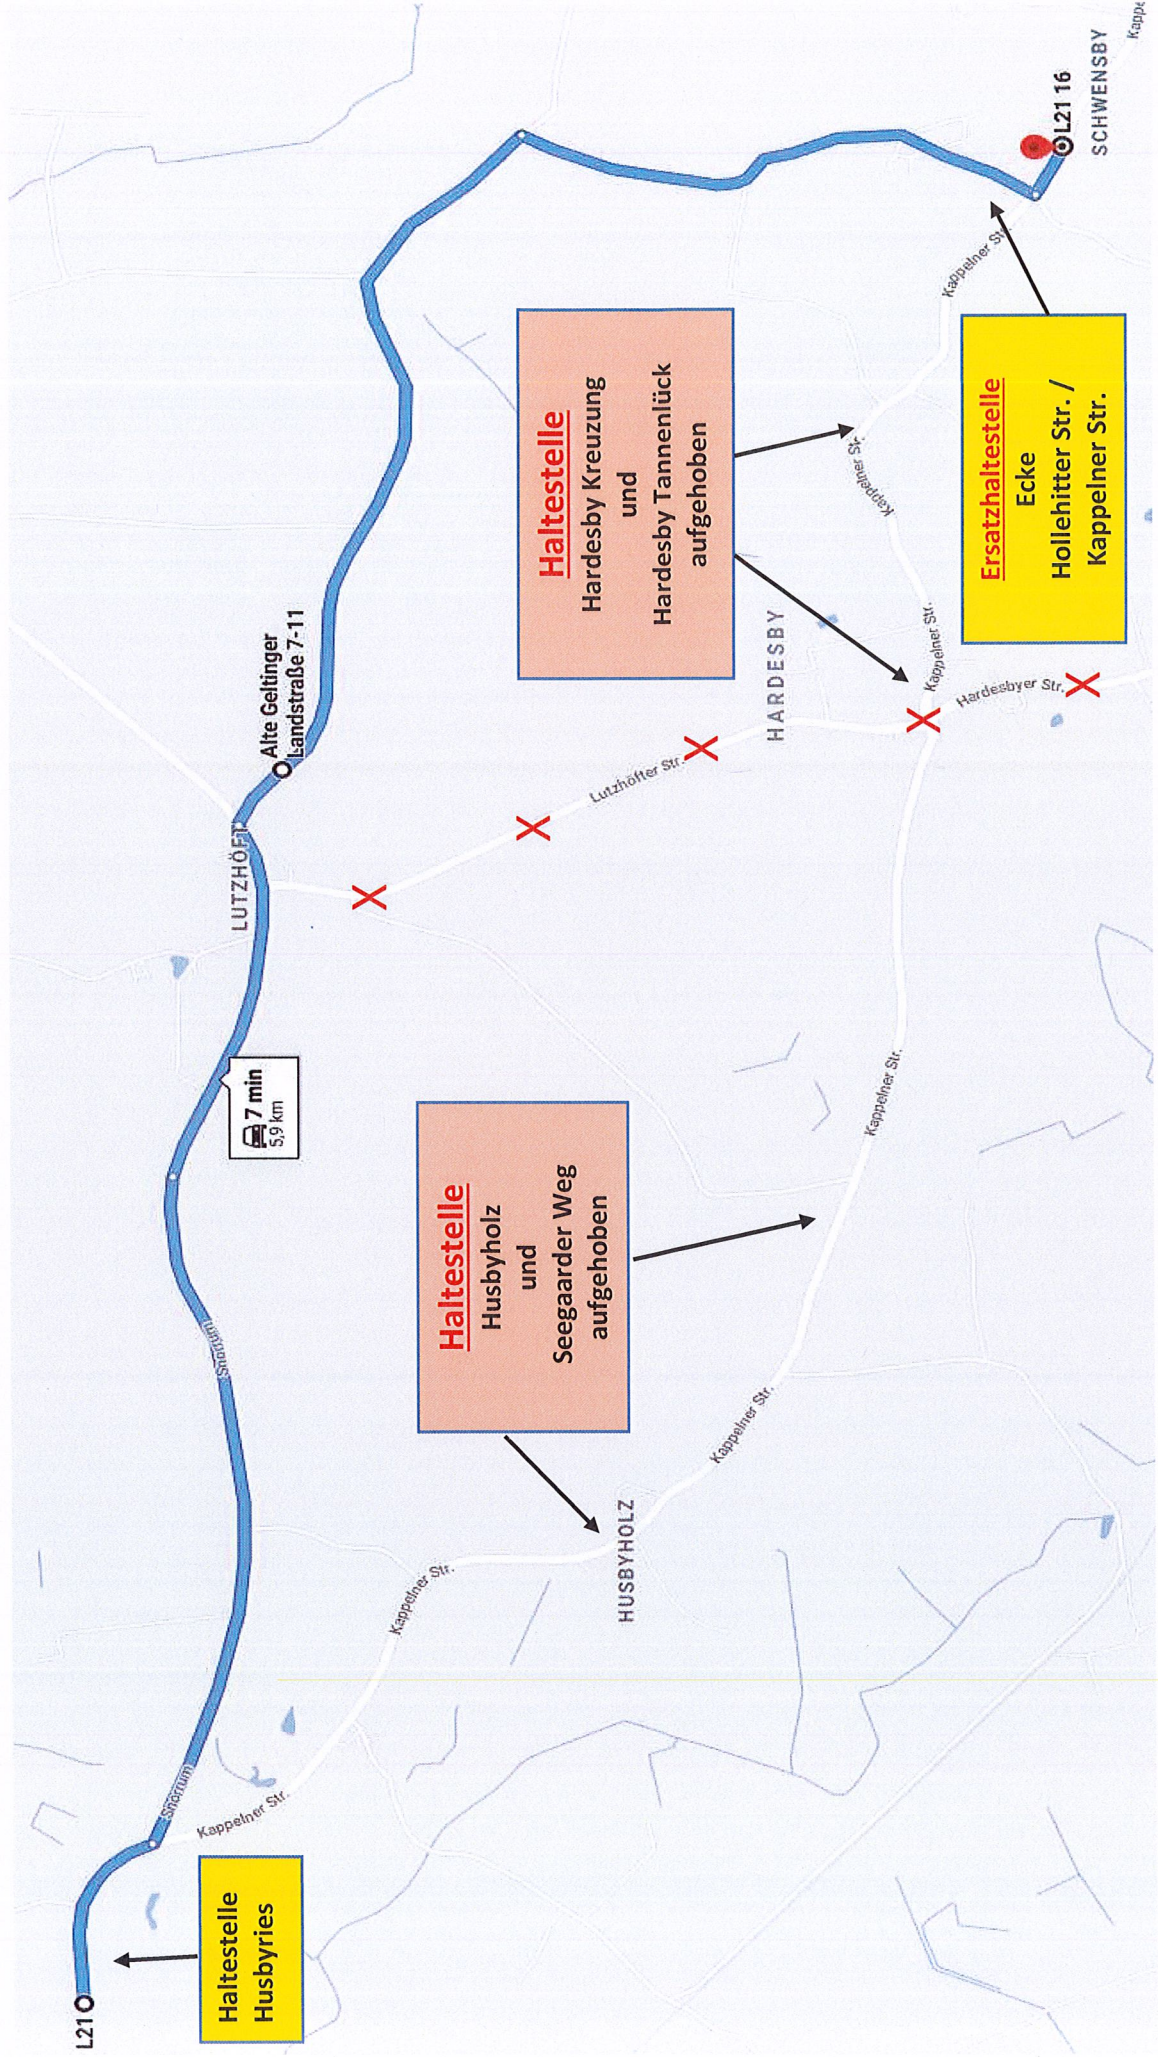 L21
Haltestelle
Husbyries
Snorrum
Kappelner Str.
Snorrum
Kappelner Str.
HUSBYHOLZ
Kappelner Str.
Haltestelle
Husbyholz
und
Seegaarder Weg
aufgehoben
7 min
5,9 km
Kappelner Str.
LUTZHÖFT
Alte Geltinger
Landstraße 7-11
Lutzhöfter Str.
HARDESBY
Hardesbyer Str.
Kappelner Str.
Haltestelle
Hardesby Kreuzung
und
Hardesby Tannenlück
aufgehoben
Kappelner Str.
Kappelner Str.
Ersatzhaltestelle
Ecke
Hollehitter Str. /
Kappelner Str.
L21 16
SCHWENSBY
Kappe